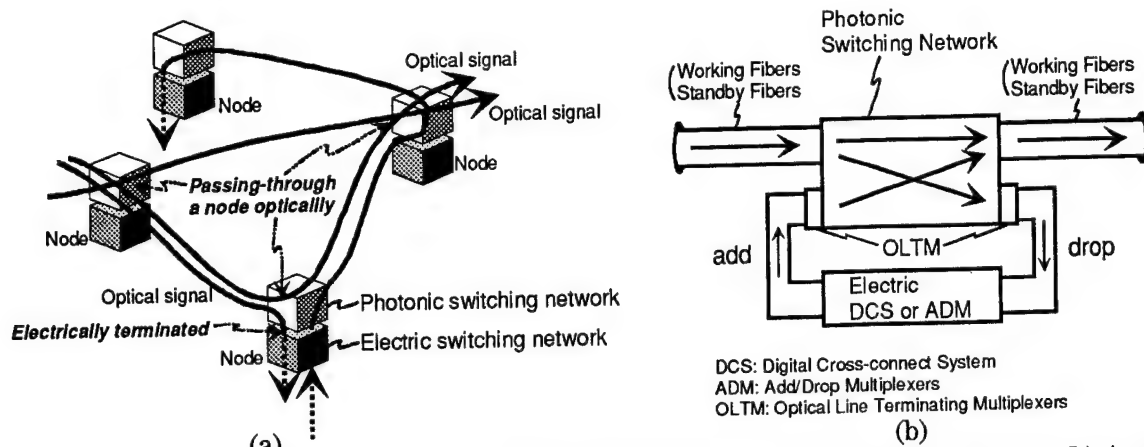 Optical signal
Optical signal
Node
Node
Passing-through
a node optically
Node
Optical signal
Electrically terminated
Node
Photonic switching network
Electric switching network
(a)
Photonic
Switching Network
(Working Fibers
Standby Fibers
(Working Fibers
Standby Fibers
add
OLTM
drop
Electric
DCS or ADM
DCS: Digital Cross-connect System
ADM: Add/Drop Multiplexers
OLTM: Optical Line Terminating Multiplexers
(b)